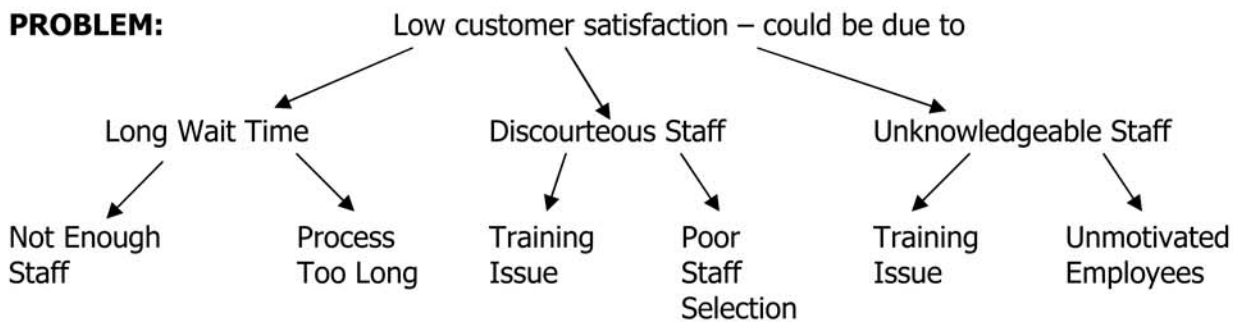 PROBLEM: Low customer satisfaction – could be due to
Long Wait Time Discourteous Staff Unknowledgeable Staff
Not Enough
Staff
Process
Too Long
Training
Issue
Poor
Staff
Selection
Training
Issue
Unmotivated
Employees